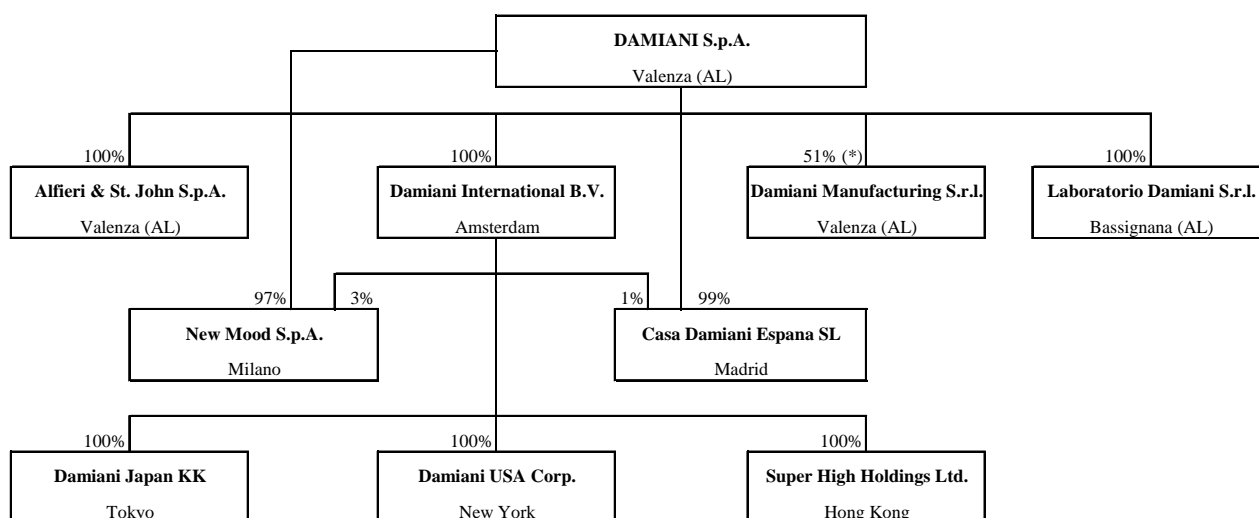 DAMIANI S.p.A.
Valenza (AL)
100%
100%
51% (*)
100%
Alfieri & St. John S.p.A.
Valenza (AL)
Damiani International B.V.
Amsterdam
Damiani Manufacturing S.r.l.
Valenza (AL)
Laboratorio Damiani S.r.l.
Bassignana (AL)
97%
3%
1%
99%
New Mood S.p.A.
Milano
Casa Damiani Espana SL
Madrid
100%
100%
100%
Damiani Japan KK
Tokyo
Damiani USA Corp.
New York
Super High Holdings Ltd.
Hong Kong